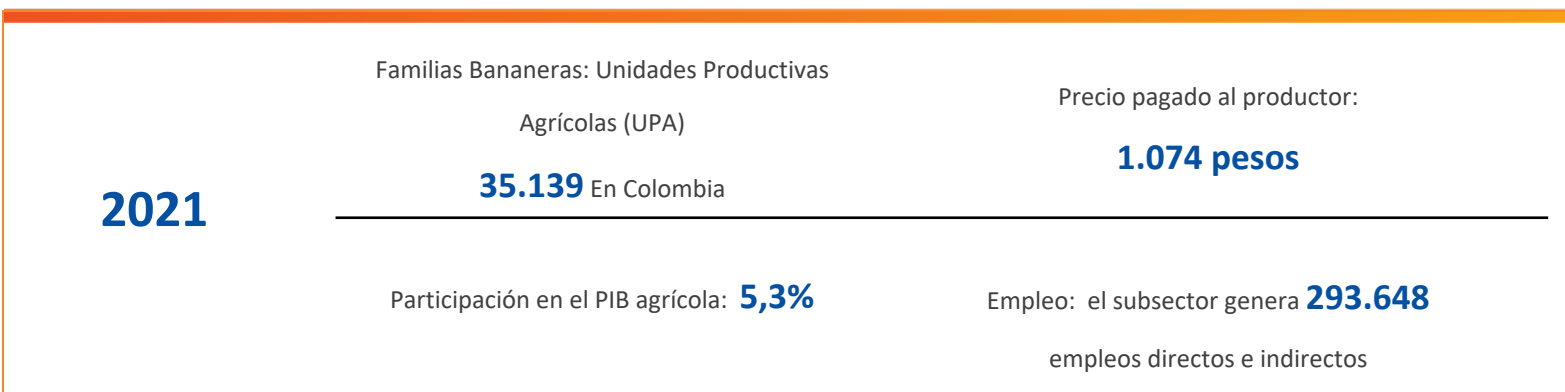 2021
Familias Bananeras: Unidades Productivas
Agrícolas (UPA)
35.139 En Colombia
Precio pagado al productor:
1.074 pesos
Participación en el PIB agrícola: 5,3%
Empleo: el subsector genera 293.648
empleos directos e indirectos